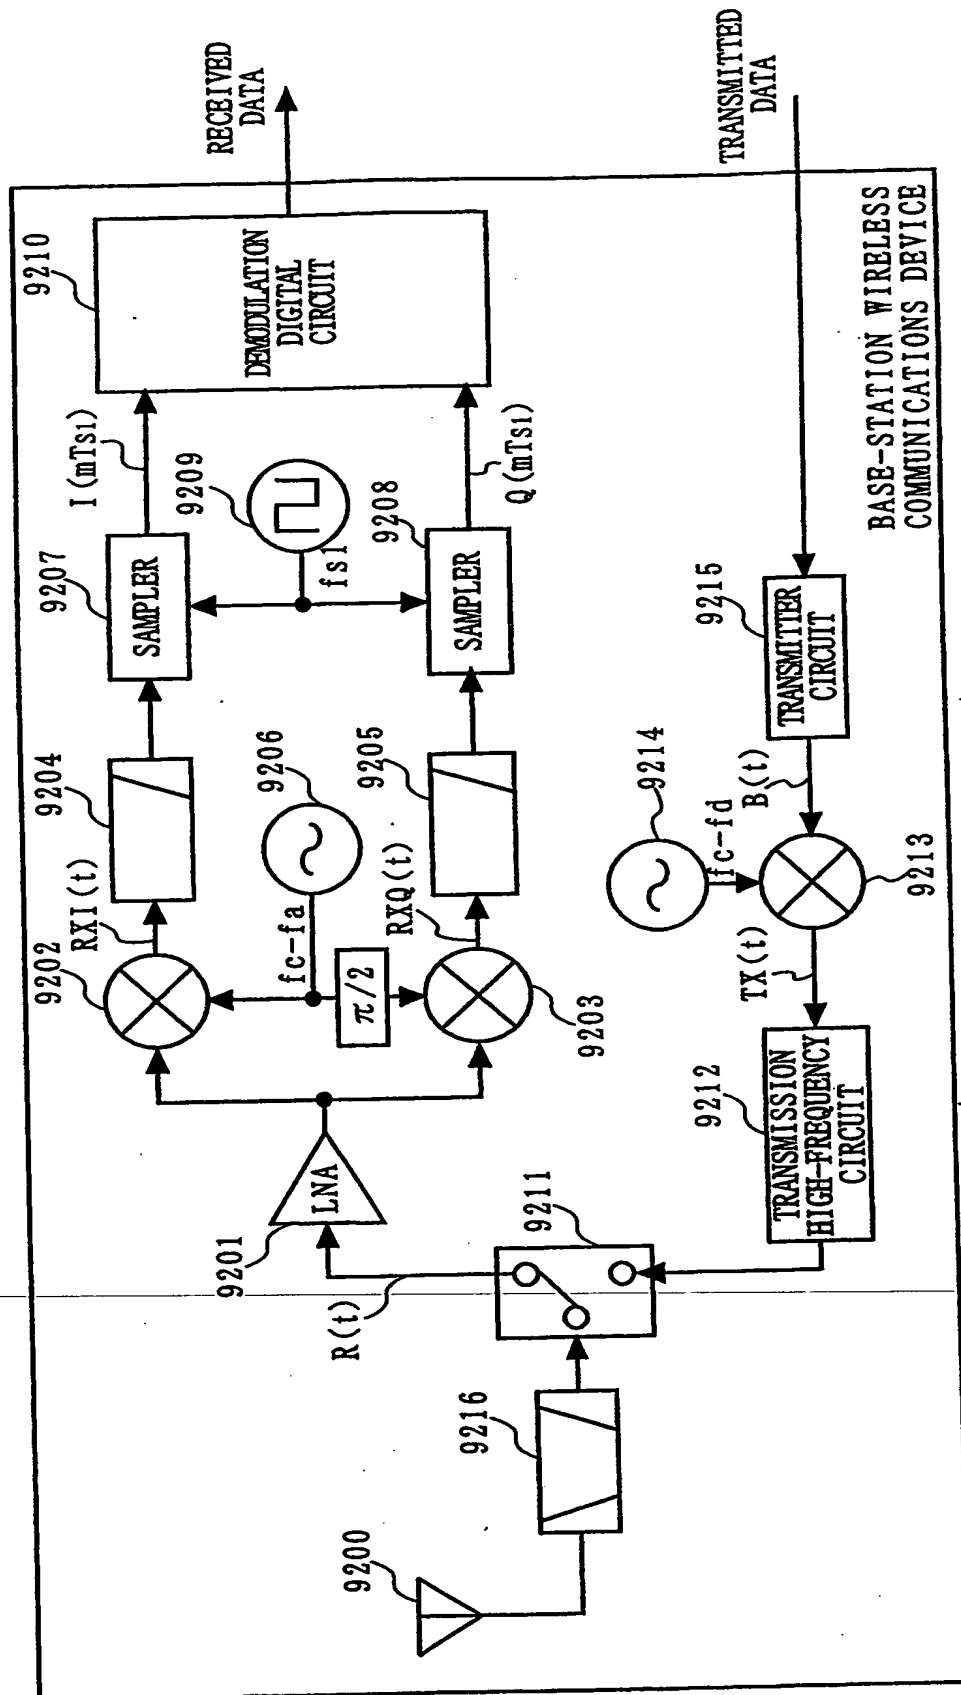 RECEIVED
DATA
TRANSMITTED
DATA
9210
DEMODULATION
DIGITAL
CIRCUIT
BASE-STATION WIRELESS
COMMUNICATIONS DEVICE
I(mTs1)
Q(mTs1)
9207
SAMPLER
9209
fs1
9208
SAMPLER
9215
TRANSMITTER
CIRCUIT
9204
9206
9205
9214
fc-fd
B(t)
9213
RXI(t)
fc-fa
RXQ(t)
9202
π/2
9203
TX(t)
9212
TRANSMISSION
HIGH-FREQUENCY
CIRCUIT
LNA
9201
9211
R(t)
9216
9200